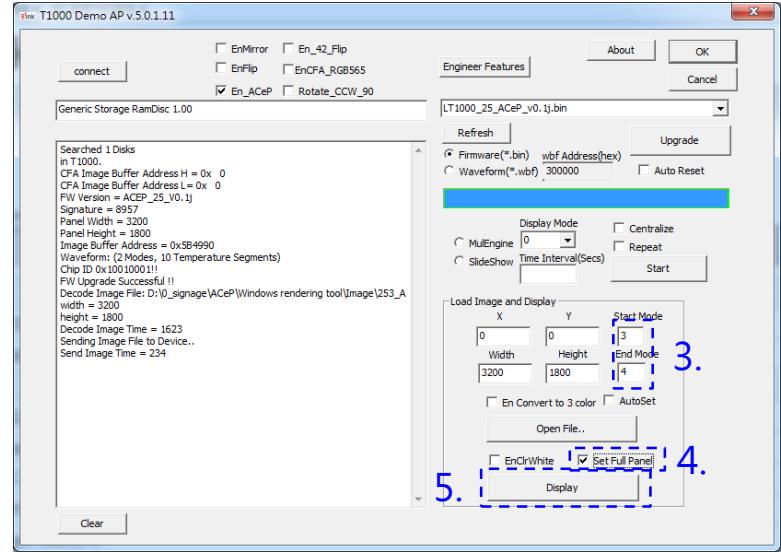 Eink T1000 Demo AP v.5.0.1.11
connect
EnMirror
En_42_Flip
EnFlip
EnCFA_RGB565
En_ACeP
Rotate_CCW_90
Engineer Features
About
OK
Cancel
Generic Storage RamDisc 1.00
LT1000_25_ACeP_v0.1j.bin
Refresh
Upgrade
Firmware(*.bin)
wbf Address(hex)
Waveform(*.wbf)
300000
Auto Reset
Searched 1 Disks
in T1000.
CFA Image Buffer Address H = 0x   0
CFA Image Buffer Address L= 0x   0
FW Version = ACEP_25_V0.1j
Signature = 8957
Panel Width = 3200
Panel Height = 1800
Image Buffer Address = 0x5B4990
Waveform: (2 Modes, 10 Temperature Segments)
Chip ID 0x10010001!!
FW Upgrade Successful !!
Decode Image File: D:\0_signage\ACeP\Windows rendering tool\Image\253_A
width = 3200
height = 1800
Decode Image Time = 1623
Sending Image File to Device..
Send Image Time = 234
Clear
Display Mode
MulEngine
0
Centralize
Repeat
SlideShow
Time Interval(Secs)
Start
Load Image and Display
X
Y
Start Mode
0
0
3
Width
Height
End Mode
3200
1800
4
3.
En Convert to 3 color
AutoSet
Open File..
EnClrWhite
Set Full Panel
4.
5.
Display